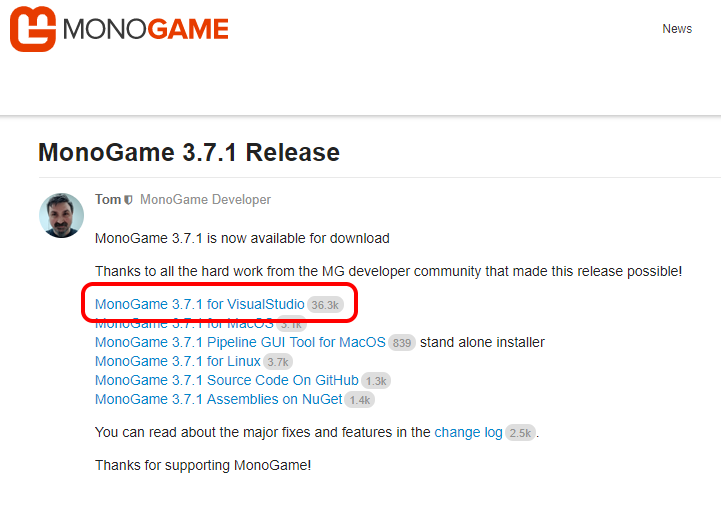 MONOGAME
News
MonoGame 3.7.1 Release
Tom MonoGame Developer
MonoGame 3.7.1 is now available for download
Thanks to all the hard work from the MG developer community that made this release possible!
MonoGame 3.7.1 for VisualStudio 36.3k
MonoGame 3.7.1 for MacOS 3.1k
MonoGame 3.7.1 Pipeline GUI Tool for MacOS 839 stand alone installer
MonoGame 3.7.1 for Linux 3.7k
MonoGame 3.7.1 Source Code On GitHub 1.3k
MonoGame 3.7.1 Assemblies on NuGet 1.4k
You can read about the major fixes and features in the change log 2.5k.
Thanks for supporting MonoGame!